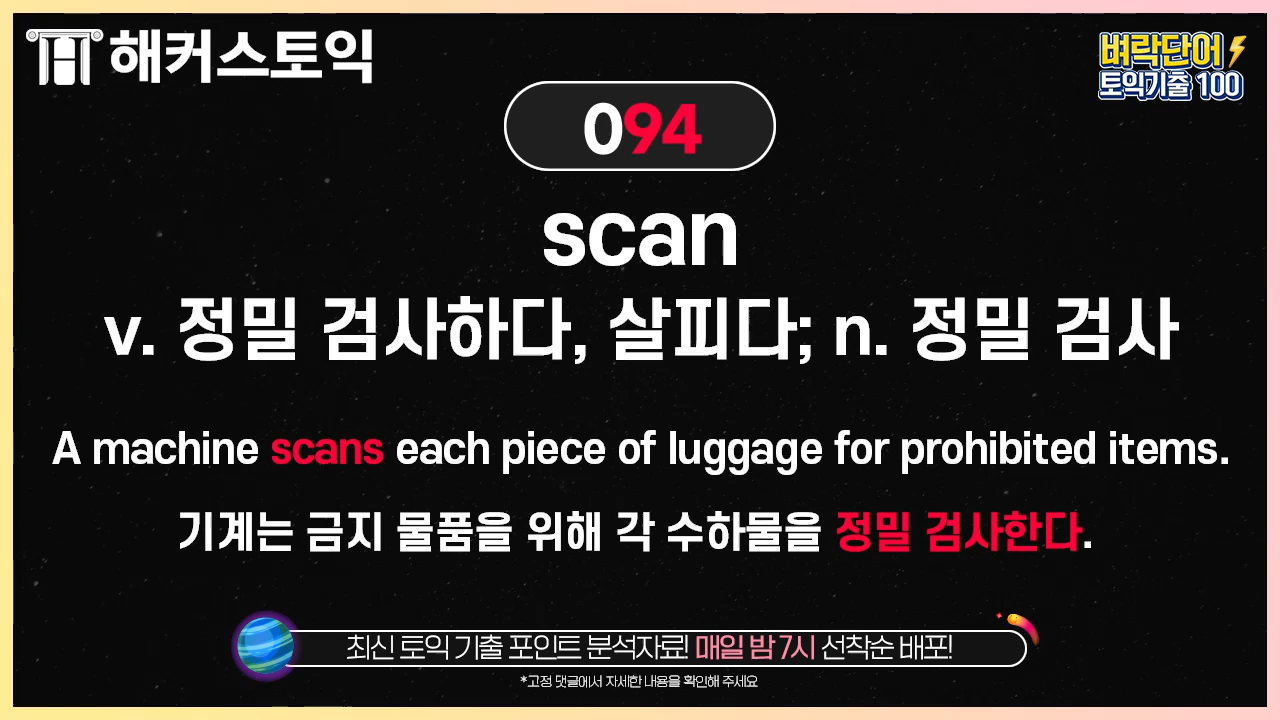 해커스토익
벼락단어
토익기출 100
094
scan
v. 정밀 검사하다, 살피다; n. 정밀 검사
A machine scans each piece of luggage for prohibited items.
기계는 금지 물품을 위해 각 수하물을 정밀 검사한다.
최신 토익 기출 포인트 분석자료! 매일 밤 7시 선착순 배포!
*고정 댓글에서 자세한 내용을 확인해 주세요